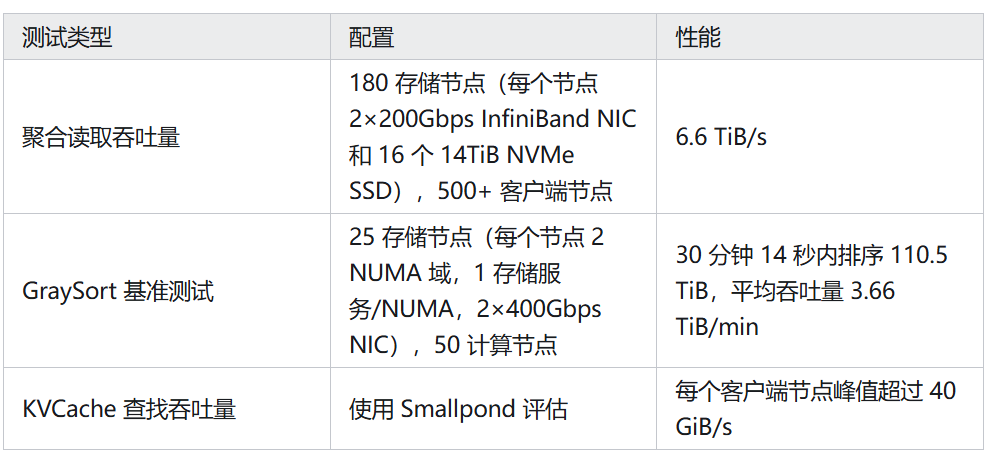 测试类型
配置
性能
聚合读取吞吐量
180 存储节点（每个节点
2×200Gbps InfiniBand NIC
和 16 个 14TiB NVMe
SSD），500+ 客户端节点
6.6 TiB/s
GraySort 基准测试
25 存储节点（每个节点 2
NUMA 域，1 存储服
务/NUMA，2×400Gbps
NIC），50 计算节点
30 分钟 14 秒内排序 110.5
TiB，平均吞吐量 3.66
TiB/min
KVCache 查找吞吐量
使用 Smallpond 评估
每个客户端节点峰值超过 40
GiB/s